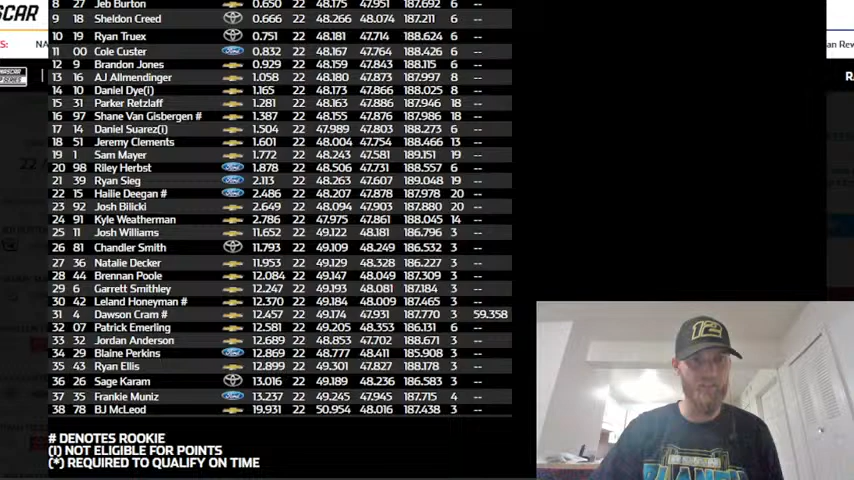 SCAR
S: NA
an Rew
R
8 27 Jeb Burton 0.650 22 48.175 47.951 187.692 6 --
9 18 Sheldon Creed 0.666 22 48.266 48.074 187.211 6 --
10 19 Ryan Truex 0.751 22 48.181 47.714 188.624 6 --
11 00 Cole Custer Ford 0.832 22 48.167 47.764 188.426 6 --
12 9 Brandon Jones 0.929 22 48.159 47.843 188.115 6 --
13 16 A.J Allmendinger 1.058 22 48.180 47.873 187.997 8 --
14 10 Daniel Dye(i) 1.165 22 48.173 47.866 188.025 8 --
15 31 Parker Retzlaff 1.281 22 48.163 47.886 187.946 18 --
16 97 Shane Van Gisbergen # 1.387 22 48.155 47.876 187.986 18 --
17 14 Daniel Suarez(i) 1.504 22 47.989 47.803 188.273 6 --
18 51 Jeremy Clements 1.601 22 48.004 47.754 188.466 13 --
19 1 Sam Mayer 1.772 22 48.243 47.581 189.151 19 --
20 98 Riley Herbst Ford 1.878 22 48.506 47.731 188.557 6 --
21 39 Ryan Sieg Ford 2.113 22 48.263 47.607 189.048 19 --
22 15 Hailie Deegan # Ford 2.486 22 48.207 47.878 187.978 20 --
23 92 Josh Bilicki 2.649 22 48.094 47.903 187.880 20 --
24 91 Kyle Weatherman 2.786 22 47.975 47.861 188.045 14 --
25 11 Josh Williams 11.652 22 49.122 48.181 186.796 3 --
26 81 Chandler Smith 11.793 22 49.109 48.249 186.532 3 --
27 36 Natalie Decker 11.953 22 49.129 48.328 186.227 3 --
28 44 Brennan Poole 12.084 22 49.147 48.049 187.309 3 --
29 6 Garrett Smithley 12.247 22 49.193 48.081 187.184 3 --
30 42 Leland Honeyman # 12.370 22 49.184 48.009 187.465 3 --
31 4 Dawson Cram # 12.457 22 49.174 47.931 187.770 3 59.358
32 07 Patrick Emerling 12.581 22 49.205 48.353 186.131 6 --
33 32 Jordan Anderson 12.689 22 48.853 47.702 188.671 3 --
34 29 Blaine Perkins Ford 12.869 22 48.777 48.411 185.908 3 --
35 43 Ryan Ellis 12.899 22 49.301 47.827 188.178 3 --
36 26 Sage Karam 13.016 22 49.189 48.236 186.583 3 --
37 35 Frankie Muniz Ford 13.237 22 49.245 47.945 187.715 4 --
38 78 BJ McLeod 19.931 22 50.954 48.016 187.438 3 --
# DENOTES ROOKIE
(I) NOT ELIGIBLE FOR POINTS
(*) REQUIRED TO QUALIFY ON TIME
12